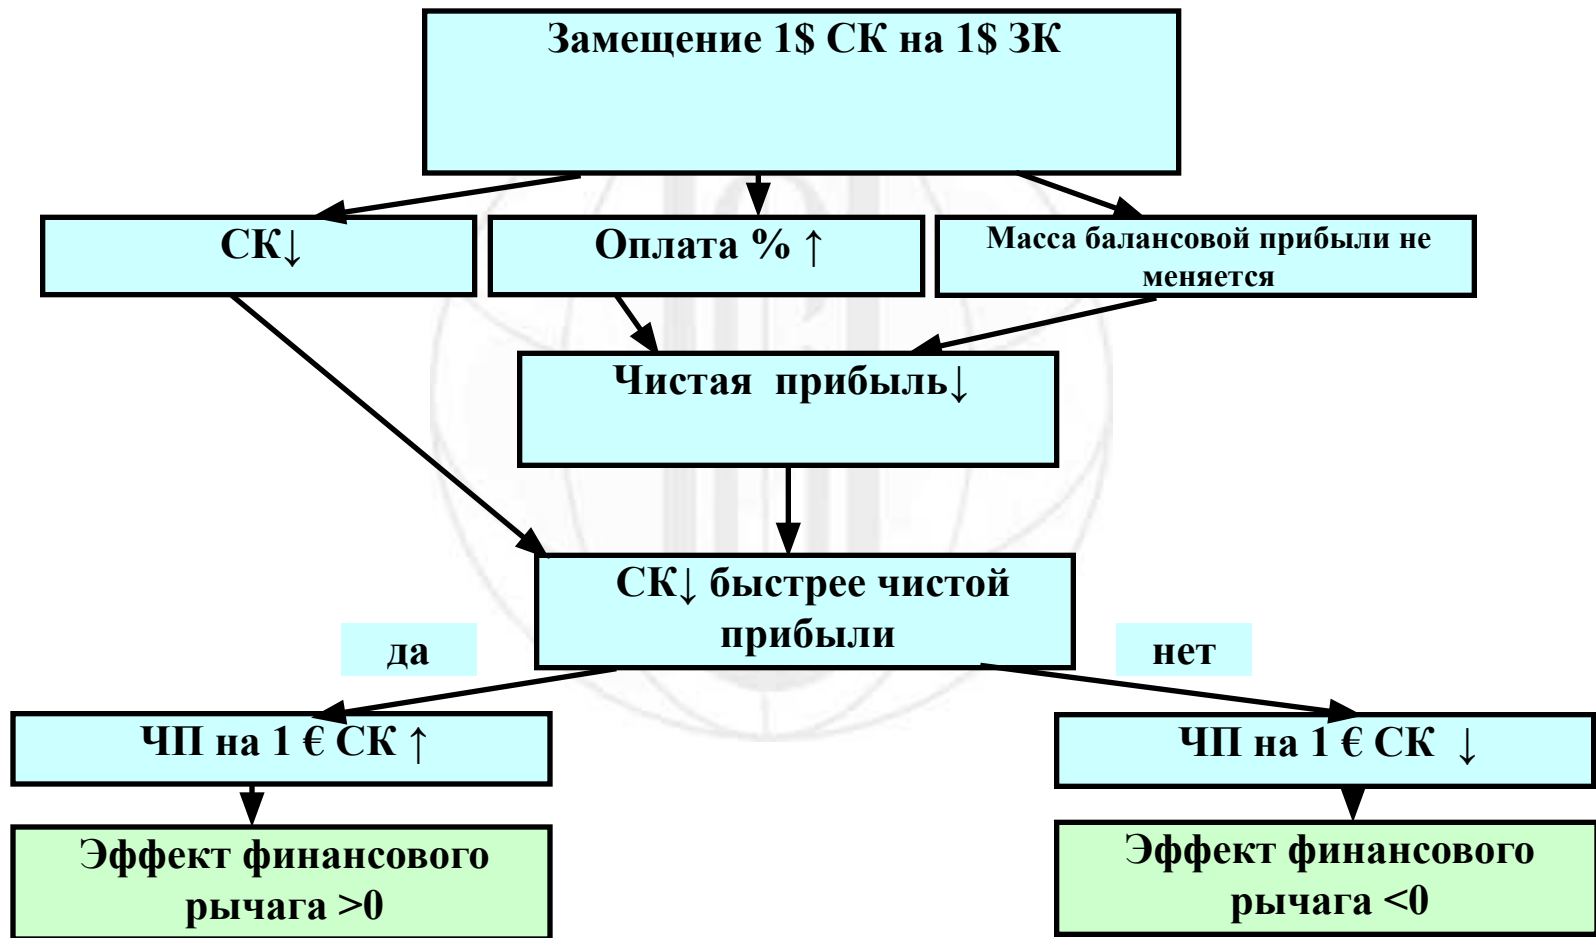 Замещение 1$ СК на 1$ ЗК
СК↓
Оплата % ↑
Масса балансовой прибыли не
меняется
Чистая прибыль↓
СК↓ быстрее чистой
прибыли
да
нет
ЧП на 1 € СК ↑
ЧП на 1 € СК ↓
Эффект финансового
рычага >0
Эффект финансового
рычага <0